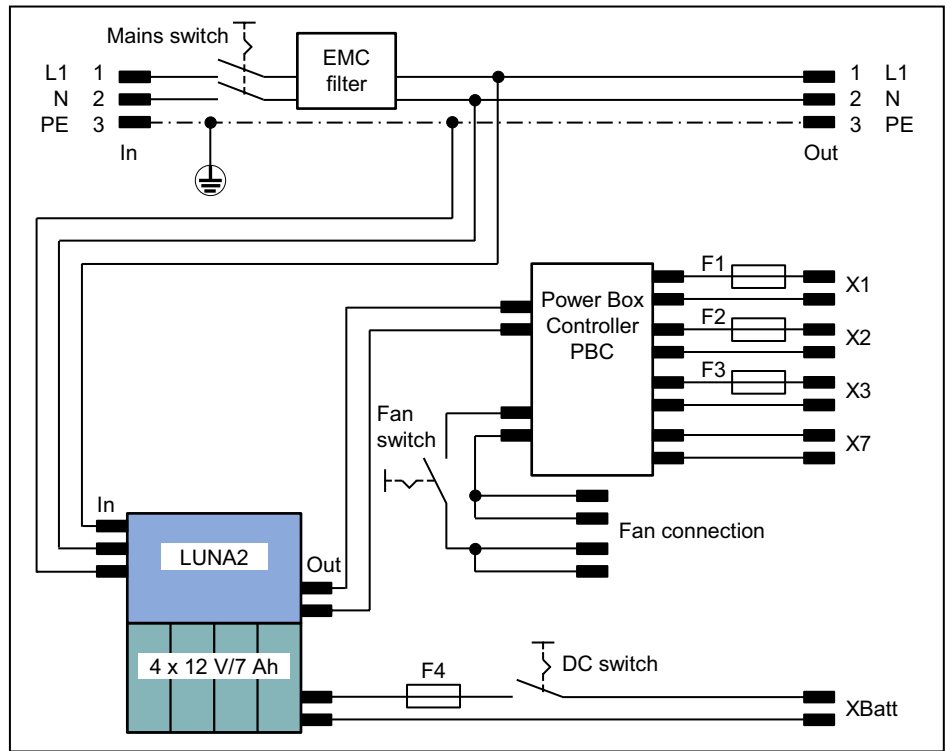 Mains switch
EMC
filter
L1 1
1 L1
N 2
2 N
PE 3
3 PE
In
Out
F1
X1
Power Box
Controller
PBC
F2
X2
F3
X3
Fan
switch
X7
In
Fan connection
LUNA2
Out
4 x 12 V/7 Ah
F4
DC switch
XBatt